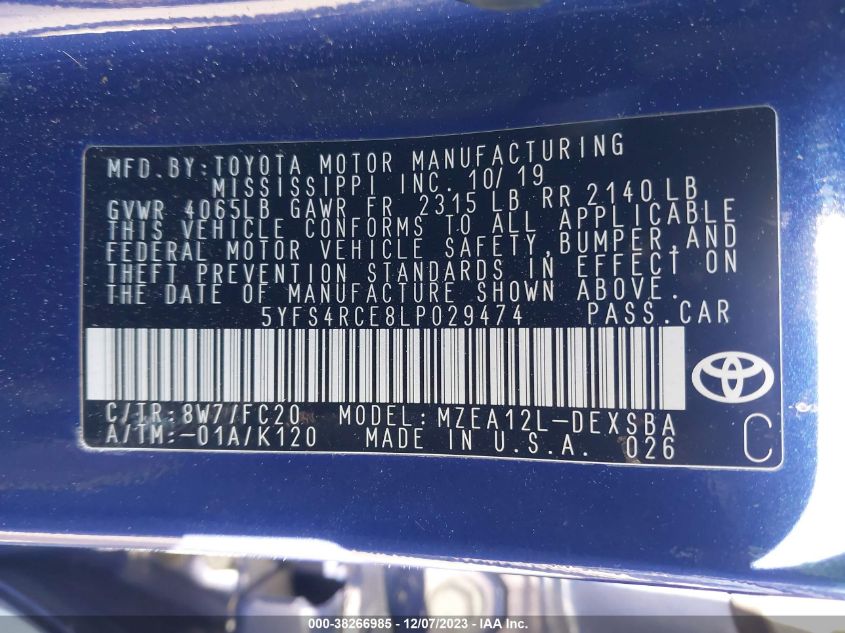 MFD.BY:TOYOTA MOTOR MANUFACTURING
MISSISSIPPI INC. 10/19
GVWR 4065LB GAWR FR 2315 LB RR 2140LB
THIS VEHICLE CONFORMS TO ALL APPLICABLE
FEDERAL MOTOR VEHICLE SAFETY,BUMPER,AND
THEFT PREVENTION STANDARDS IN EFFECT ON
THE DATE OF MANUFACTURE SHOWN ABOVE.
5YFS4RCE8LP029474 PASS.CAR
C/TR:8W7/FC20 MODEL:MZEA12L-DEXSBA
A/TM:-01A/K120 MADE IN U.S.A. 026
C
000-38266985 - 12/07/2023 - IAA Inc.